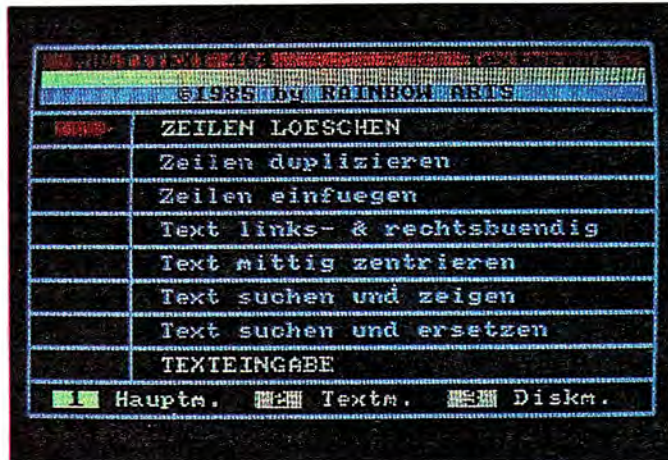 ©1985 by RAINBOW ARTS
ZEILEN LOESCHEN
Zeilen duplizieren
Zeilen einfuegen
Text links- & rechtsbuendig
Text mittig zentrieren
Text suchen und zeigen
Text suchen und ersetzen
TEXTEINGABE
1 Hauptm. Textm. Diskm.